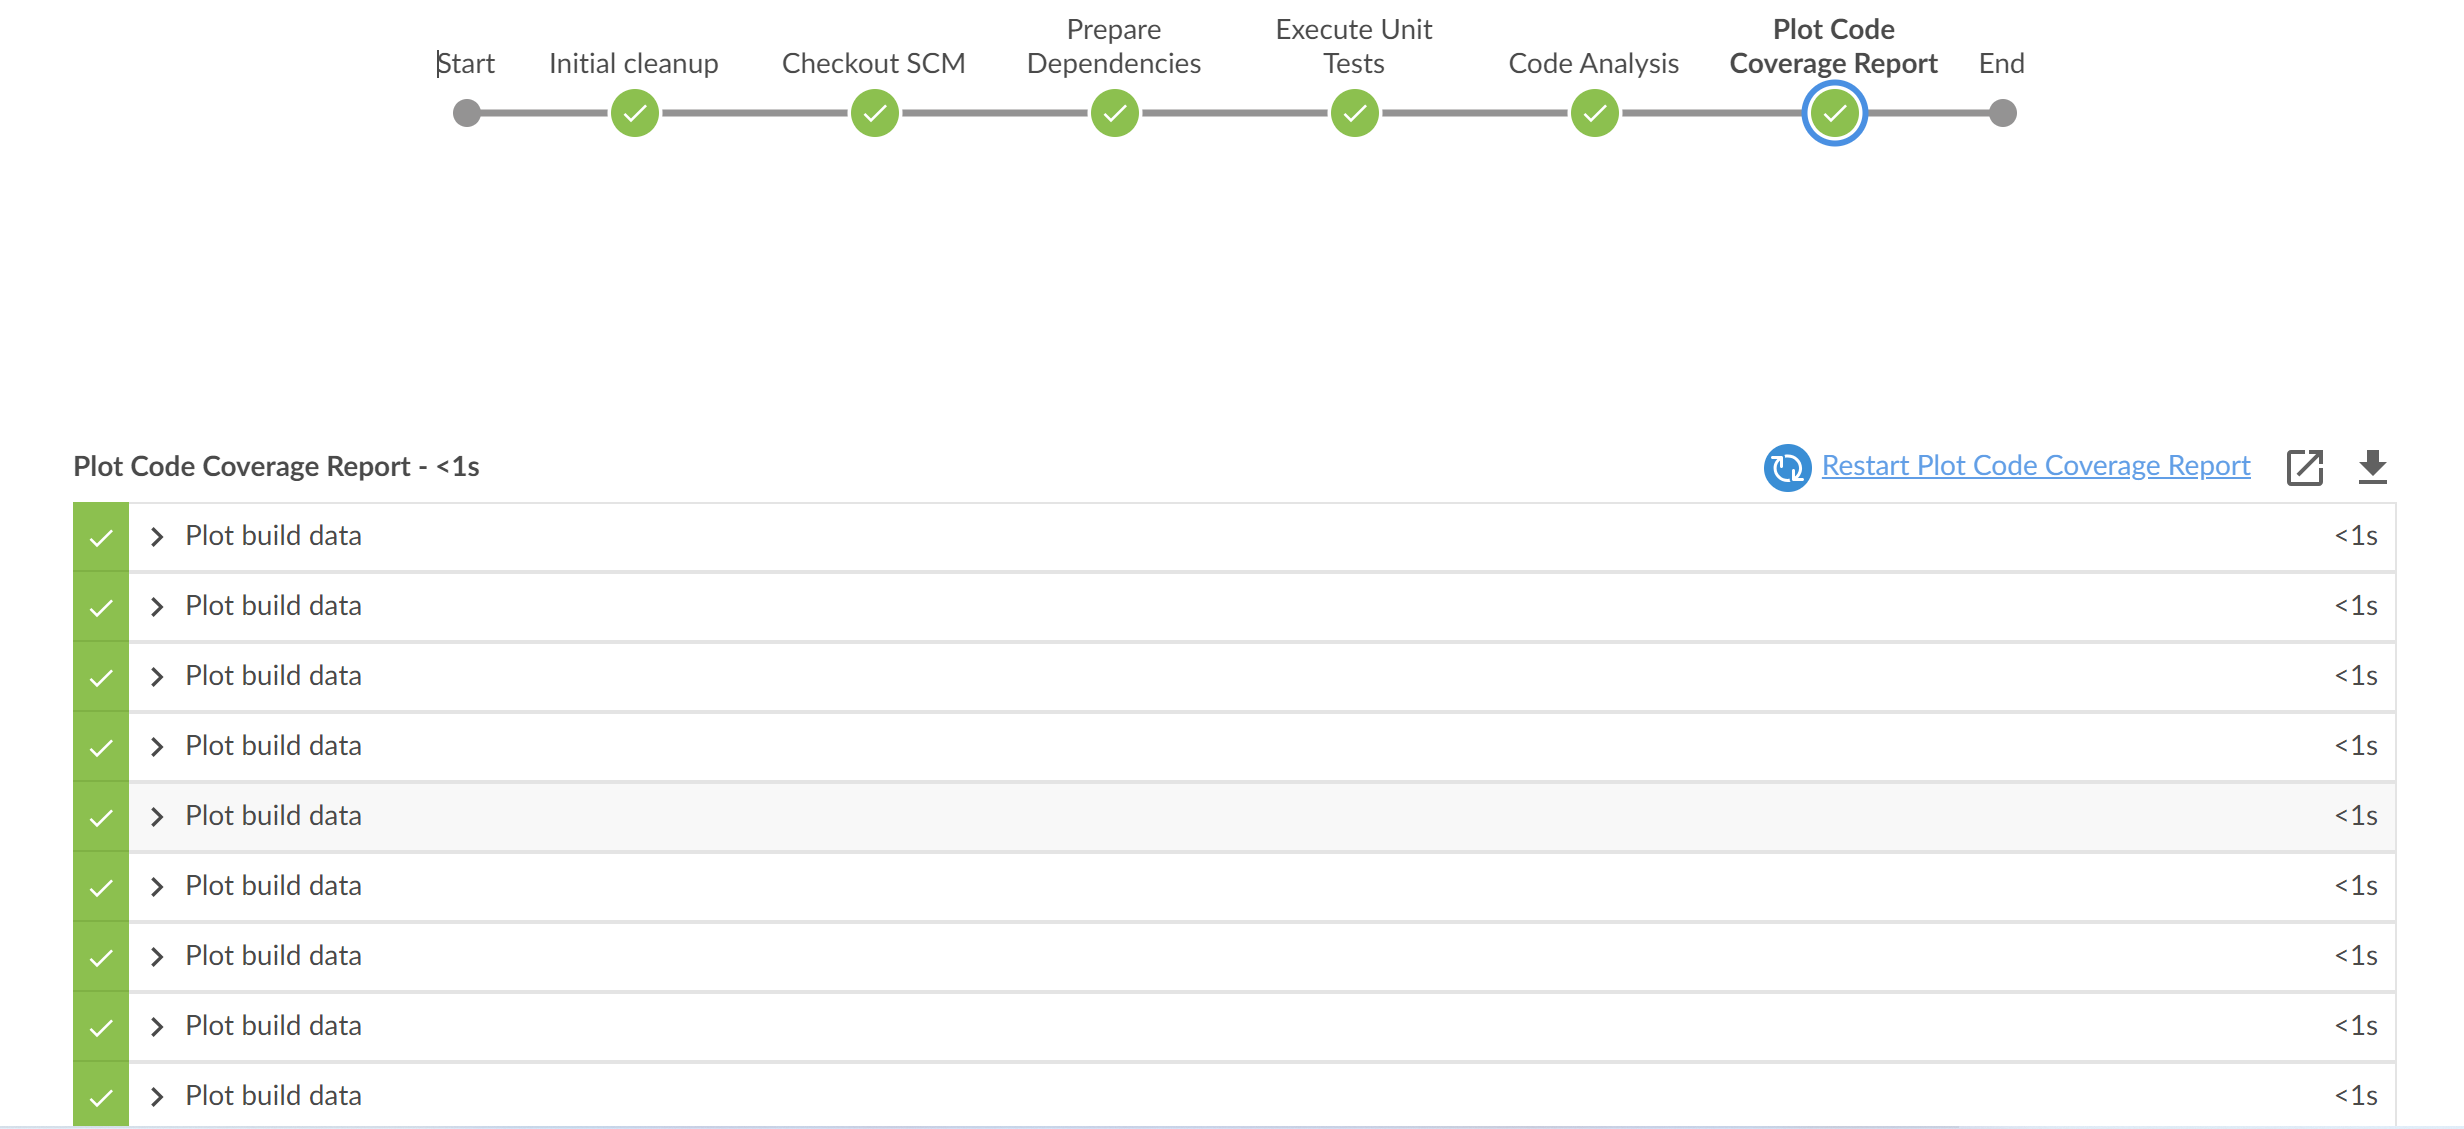 Start
Initial cleanup
Checkout SCM
Prepare
Dependencies
Execute Unit
Tests
Code Analysis
Plot Code
Coverage Report
End
Plot Code Coverage Report - <1s
Restart Plot Code Coverage Report
Plot build data <1s
Plot build data <1s
Plot build data <1s
Plot build data <1s
Plot build data <1s
Plot build data <1s
Plot build data <1s
Plot build data <1s
Plot build data <1s